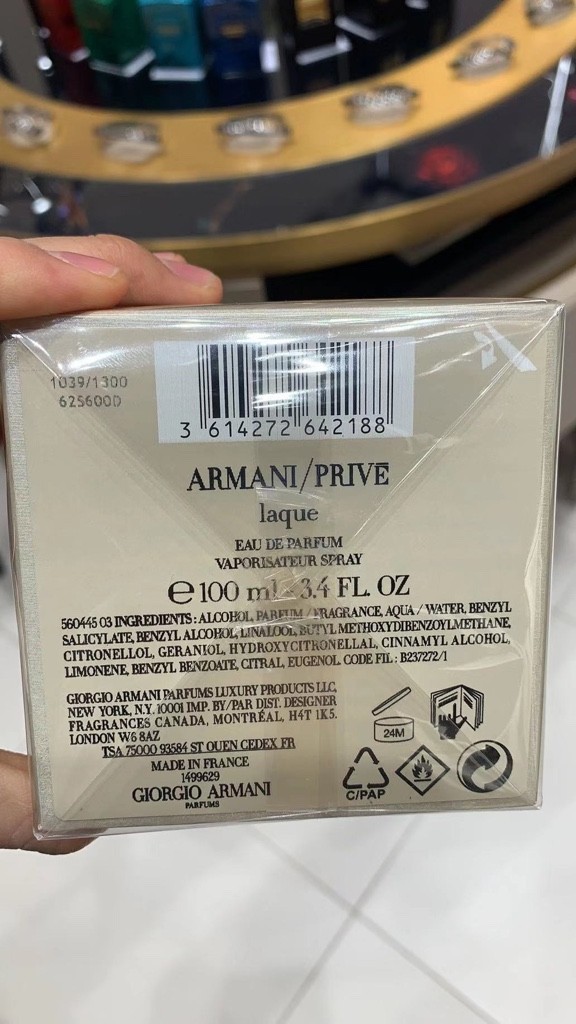 1039/1300
625600D
3 614272 642188
ARMANI/PRIVĒ
laque
EAU DE PARFUM
VAPORISATEUR SPRAY
℮ 100 ml - 3.4 FL. OZ
560445 03 INGREDIENTS : ALCOHOL, PARFUM / FRAGRANCE, AQUA / WATER, BENZYL
SALICYLATE, BENZYL ALCOHOL, LINALOOL, BUTYL METHOXYDIBENZOYLMETHANE,
CITRONELLOL, GERANIOL, HYDROXYCITRONELLAL, CINNAMYL ALCOHOL,
LIMONENE, BENZYL BENZOATE, CITRAL, EUGENOL. CODE FIL : B237272/1
GIORGIO ARMANI PARFUMS LUXURY PRODUCTS LLC,
NEW YORK, N.Y. 10001 IMP. BY/PAR DIST. DESIGNER
FRAGRANCES CANADA, MONTRÉAL, H4T 1K5.
LONDON W6 8AZ
TSA 75000 93584 ST OUEN CEDEX FR
MADE IN FRANCE
1499629
GIORGIO ARMANI
PARFUMS
24M
C/PAP